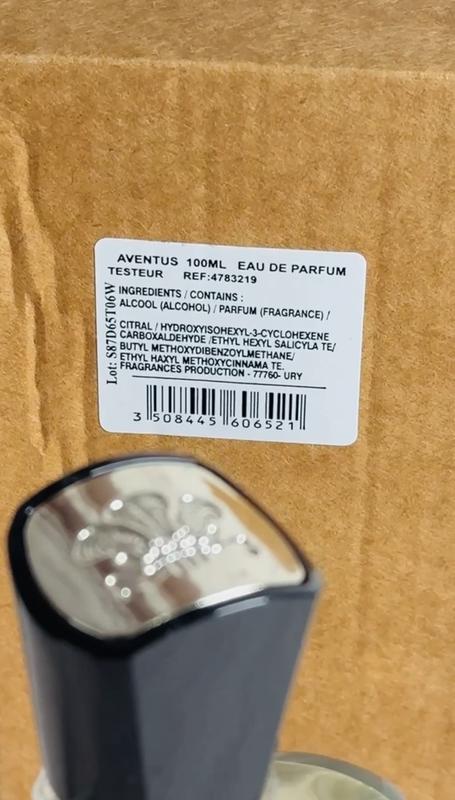 AVENTUS 100ML EAU DE PARFUM
TESTEUR REF:4783219
INGREDIENTS / CONTAINS :
ALCOOL (ALCOHOL) / PARFUM (FRAGRANCE) /
CITRAL / HYDROXYISOHEXYL-3-CYCLOHEXENE
CARBOXALDEHYDE /ETHYL HEXYL SALICYLA TE/
BUTYL METHOXYDIBENZOYLMETHANE/
ETHYL HAXYL METHOXYCINNAMA TE.
FRAGRANCES PRODUCTION - 77760- URY
Lot: S87D65T06W
3 508445 606521